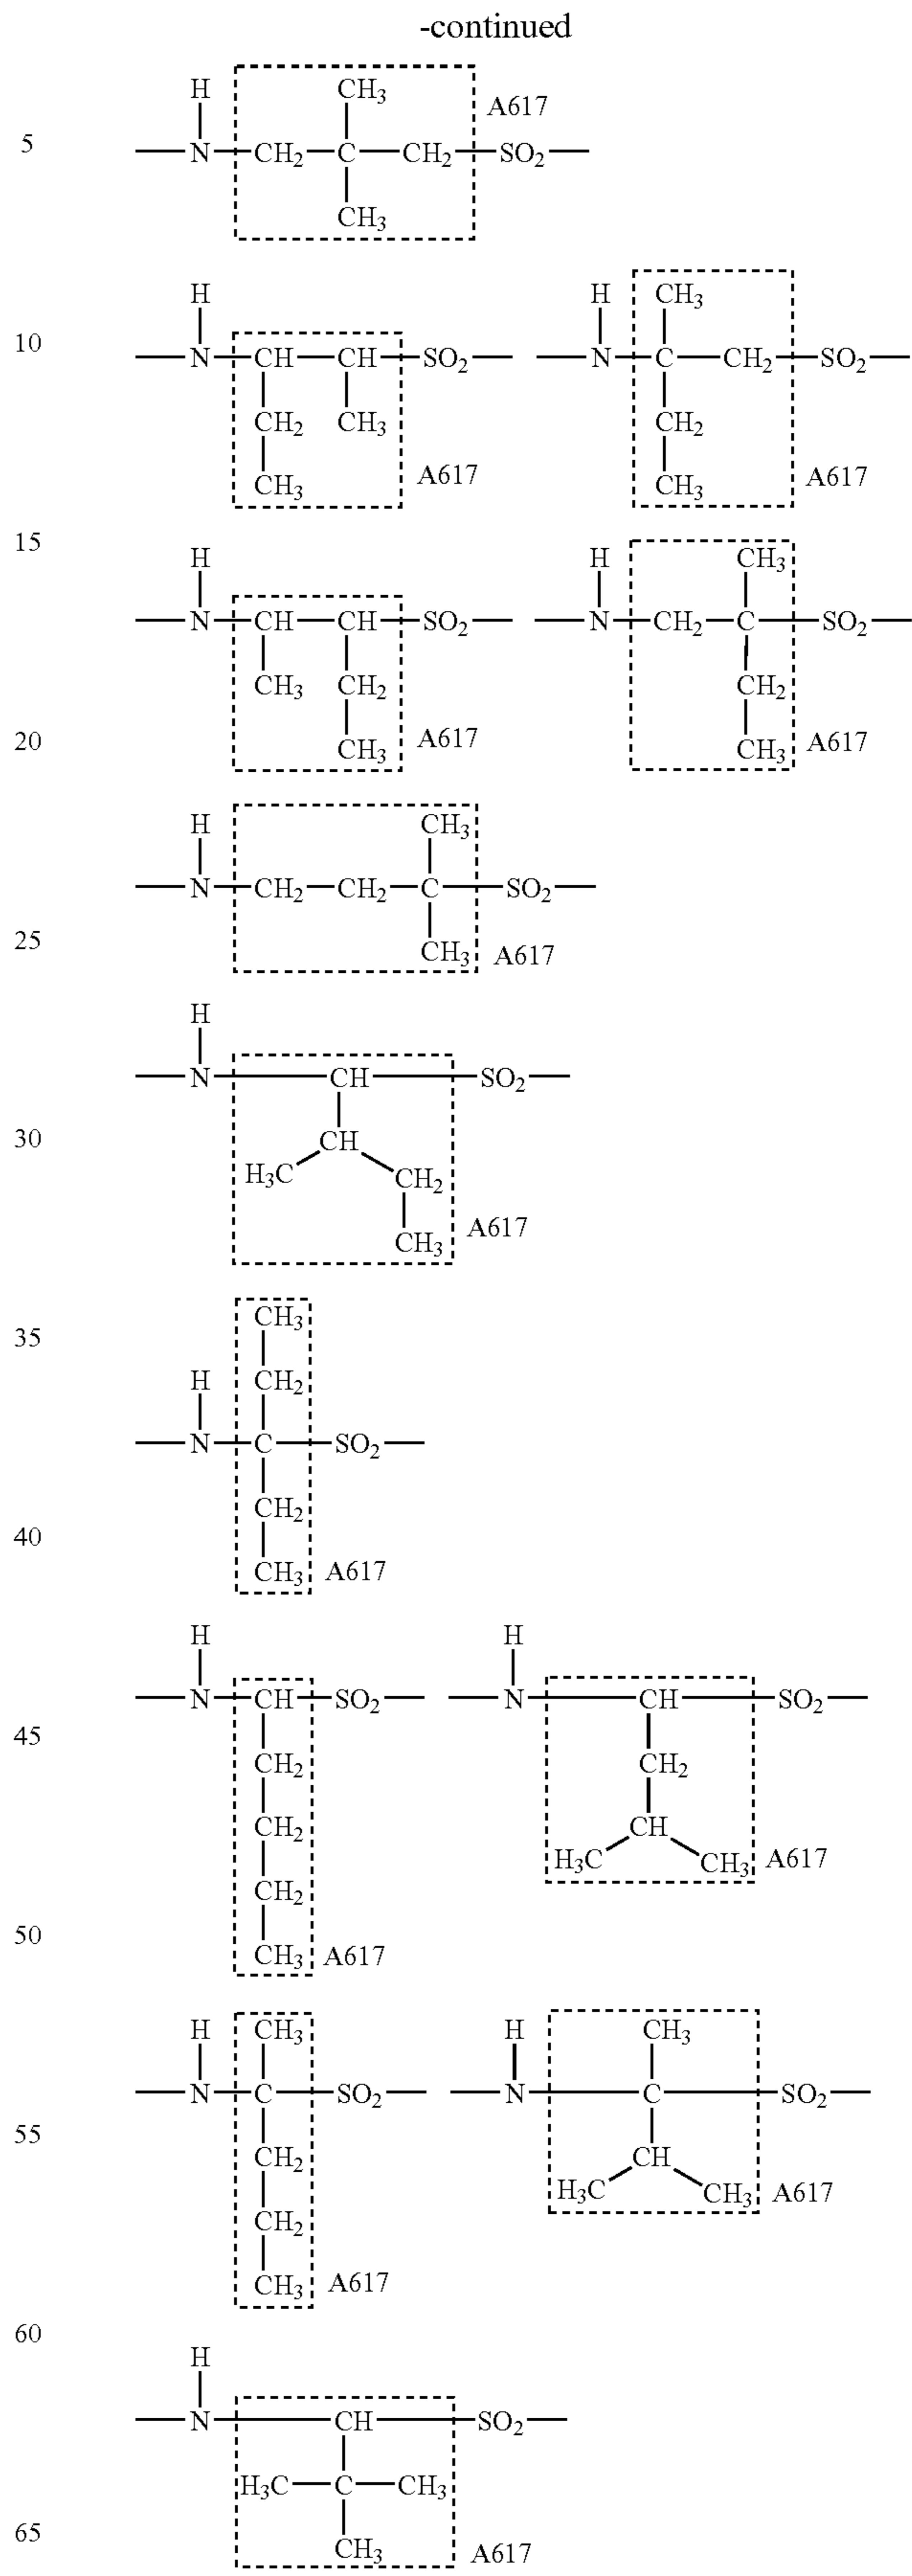 -continued
H
CH₃
A617
5
N CH₂ C CH₂ SO₂
CH₃
H H CH₃
10
N CH CH SO₂ N C CH₂ SO₂
CH₂ CH₃ CH₂
CH₃ A617 CH₃ A617
15
H H CH₃
N CH CH SO₂ N CH₂ C SO₂
CH₃ CH₂ CH₂
20
CH₃ A617 CH₃ A617
H CH₃
N CH₂ CH₂ C SO₂
25
CH₃ A617
H
N CH SO₂
30
CH
H₃C CH₂
CH₃ A617
35
CH₃
H CH₂
N C SO₂
CH₂
40
CH₃ A617
H H
N CH SO₂ N CH SO₂
45
CH₂ CH₂
CH₂ CH
H₃C CH₃ A617
CH₂
50
CH₃ A617
H CH₃ H CH₃
N C SO₂ N C SO₂
55
CH₂ CH
H₃C CH₃ A617
CH₂
CH₃ A617
60
H
N CH SO₂
H₃C C CH₃
65
CH₃ A617